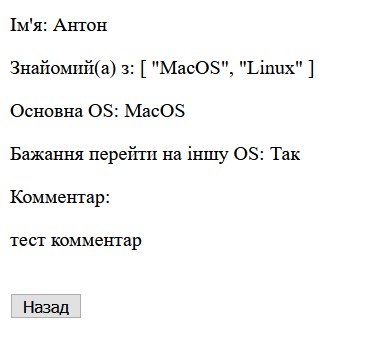 Ім'я: Антон
Знайомий(а) з: [ "MacOS", "Linux" ]
Основна OS: MacOS
Бажання перейти на іншу OS: Так
Комментар:
тест комментар
Назад